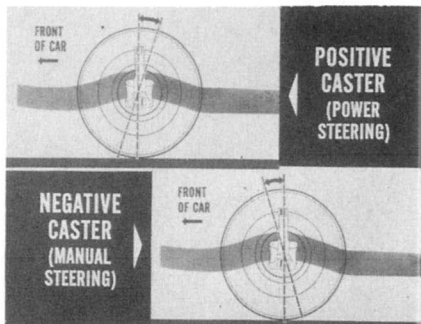 FRONT
OF CAR
POSITIVE
CASTER
(POWER
STEERING)
NEGATIVE
CASTER
(MANUAL
STEERING)
FRONT
OF CAR